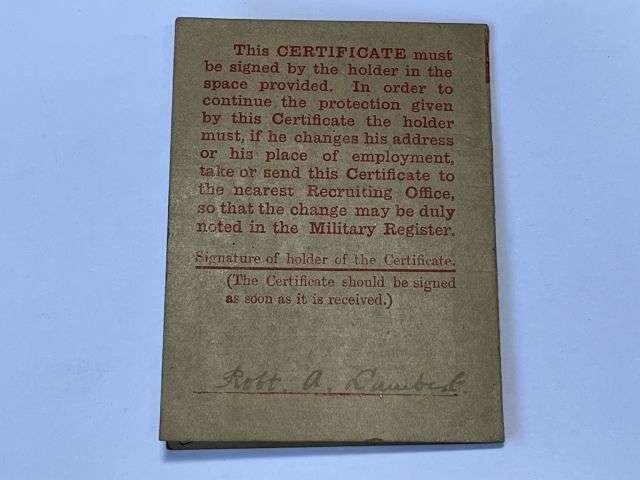 This CERTIFICATE must
be signed by the holder in the
space provided. In order to
continue the protection given
by this Certificate the holder
must, if he changes his address
or his place of employment,
take or send this Certificate to
the nearest Recruiting Office,
so that the change may be duly
noted in the Military Register.
Signature of holder of the Certificate.
(The Certificate should be signed
as soon as it is received.)
Robt. A.